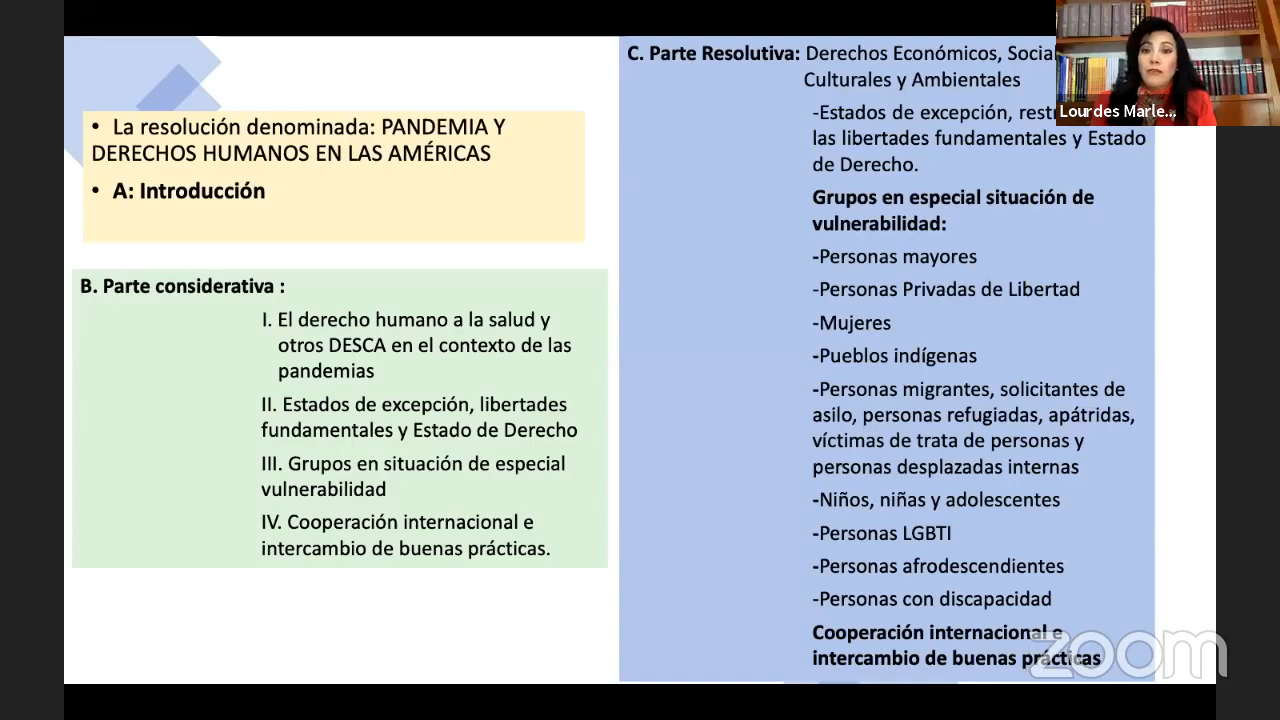 • La resolución denominada: PANDEMIA Y
DERECHOS HUMANOS EN LAS AMÉRICAS
• A: Introducción
B. Parte considerativa :
I. El derecho humano a la salud y
otros DESCA en el contexto de las
pandemias
II. Estados de excepción, libertades
fundamentales y Estado de Derecho
III. Grupos en situación de especial
vulnerabilidad
IV. Cooperación internacional e
intercambio de buenas prácticas.
C. Parte Resolutiva: Derechos Económicos,
Culturales y Ambientales
-Estados de excepción,
las libertades fundamentales y Estado
de Derecho.
Grupos en especial situación de
vulnerabilidad:
-Personas mayores
-Personas Privadas de Libertad
-Mujeres
-Pueblos indígenas
-Personas migrantes, solicitantes de
asilo, personas refugiadas, apátridas,
víctimas de trata de personas y
personas desplazadas internas
-Niños, niñas y adolescentes
-Personas LGBTI
-Personas afrodescendientes
-Personas con discapacidad
Cooperación internacional e
intercambio de buenas prácticas
Lourdes Marle...
zoom